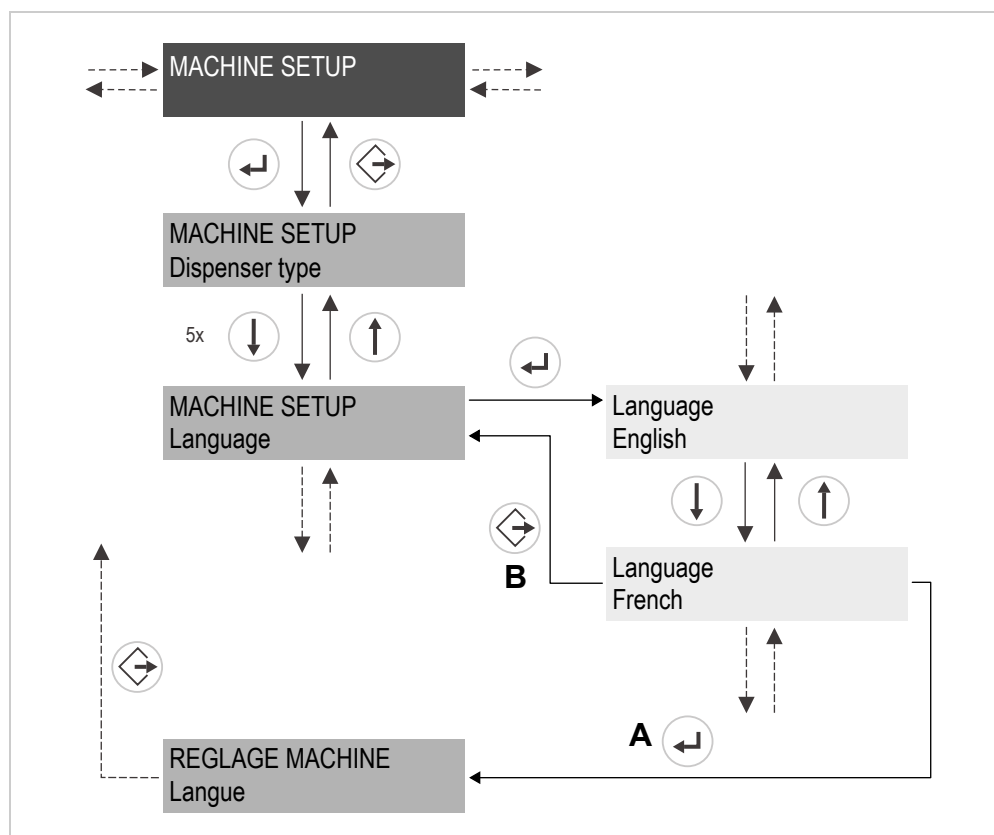 MACHINE SETUP
MACHINE SETUP
Dispenser type
5x
MACHINE SETUP
Language
Language
English
B
Language
French
A
REGLAGE MACHINE
Langue